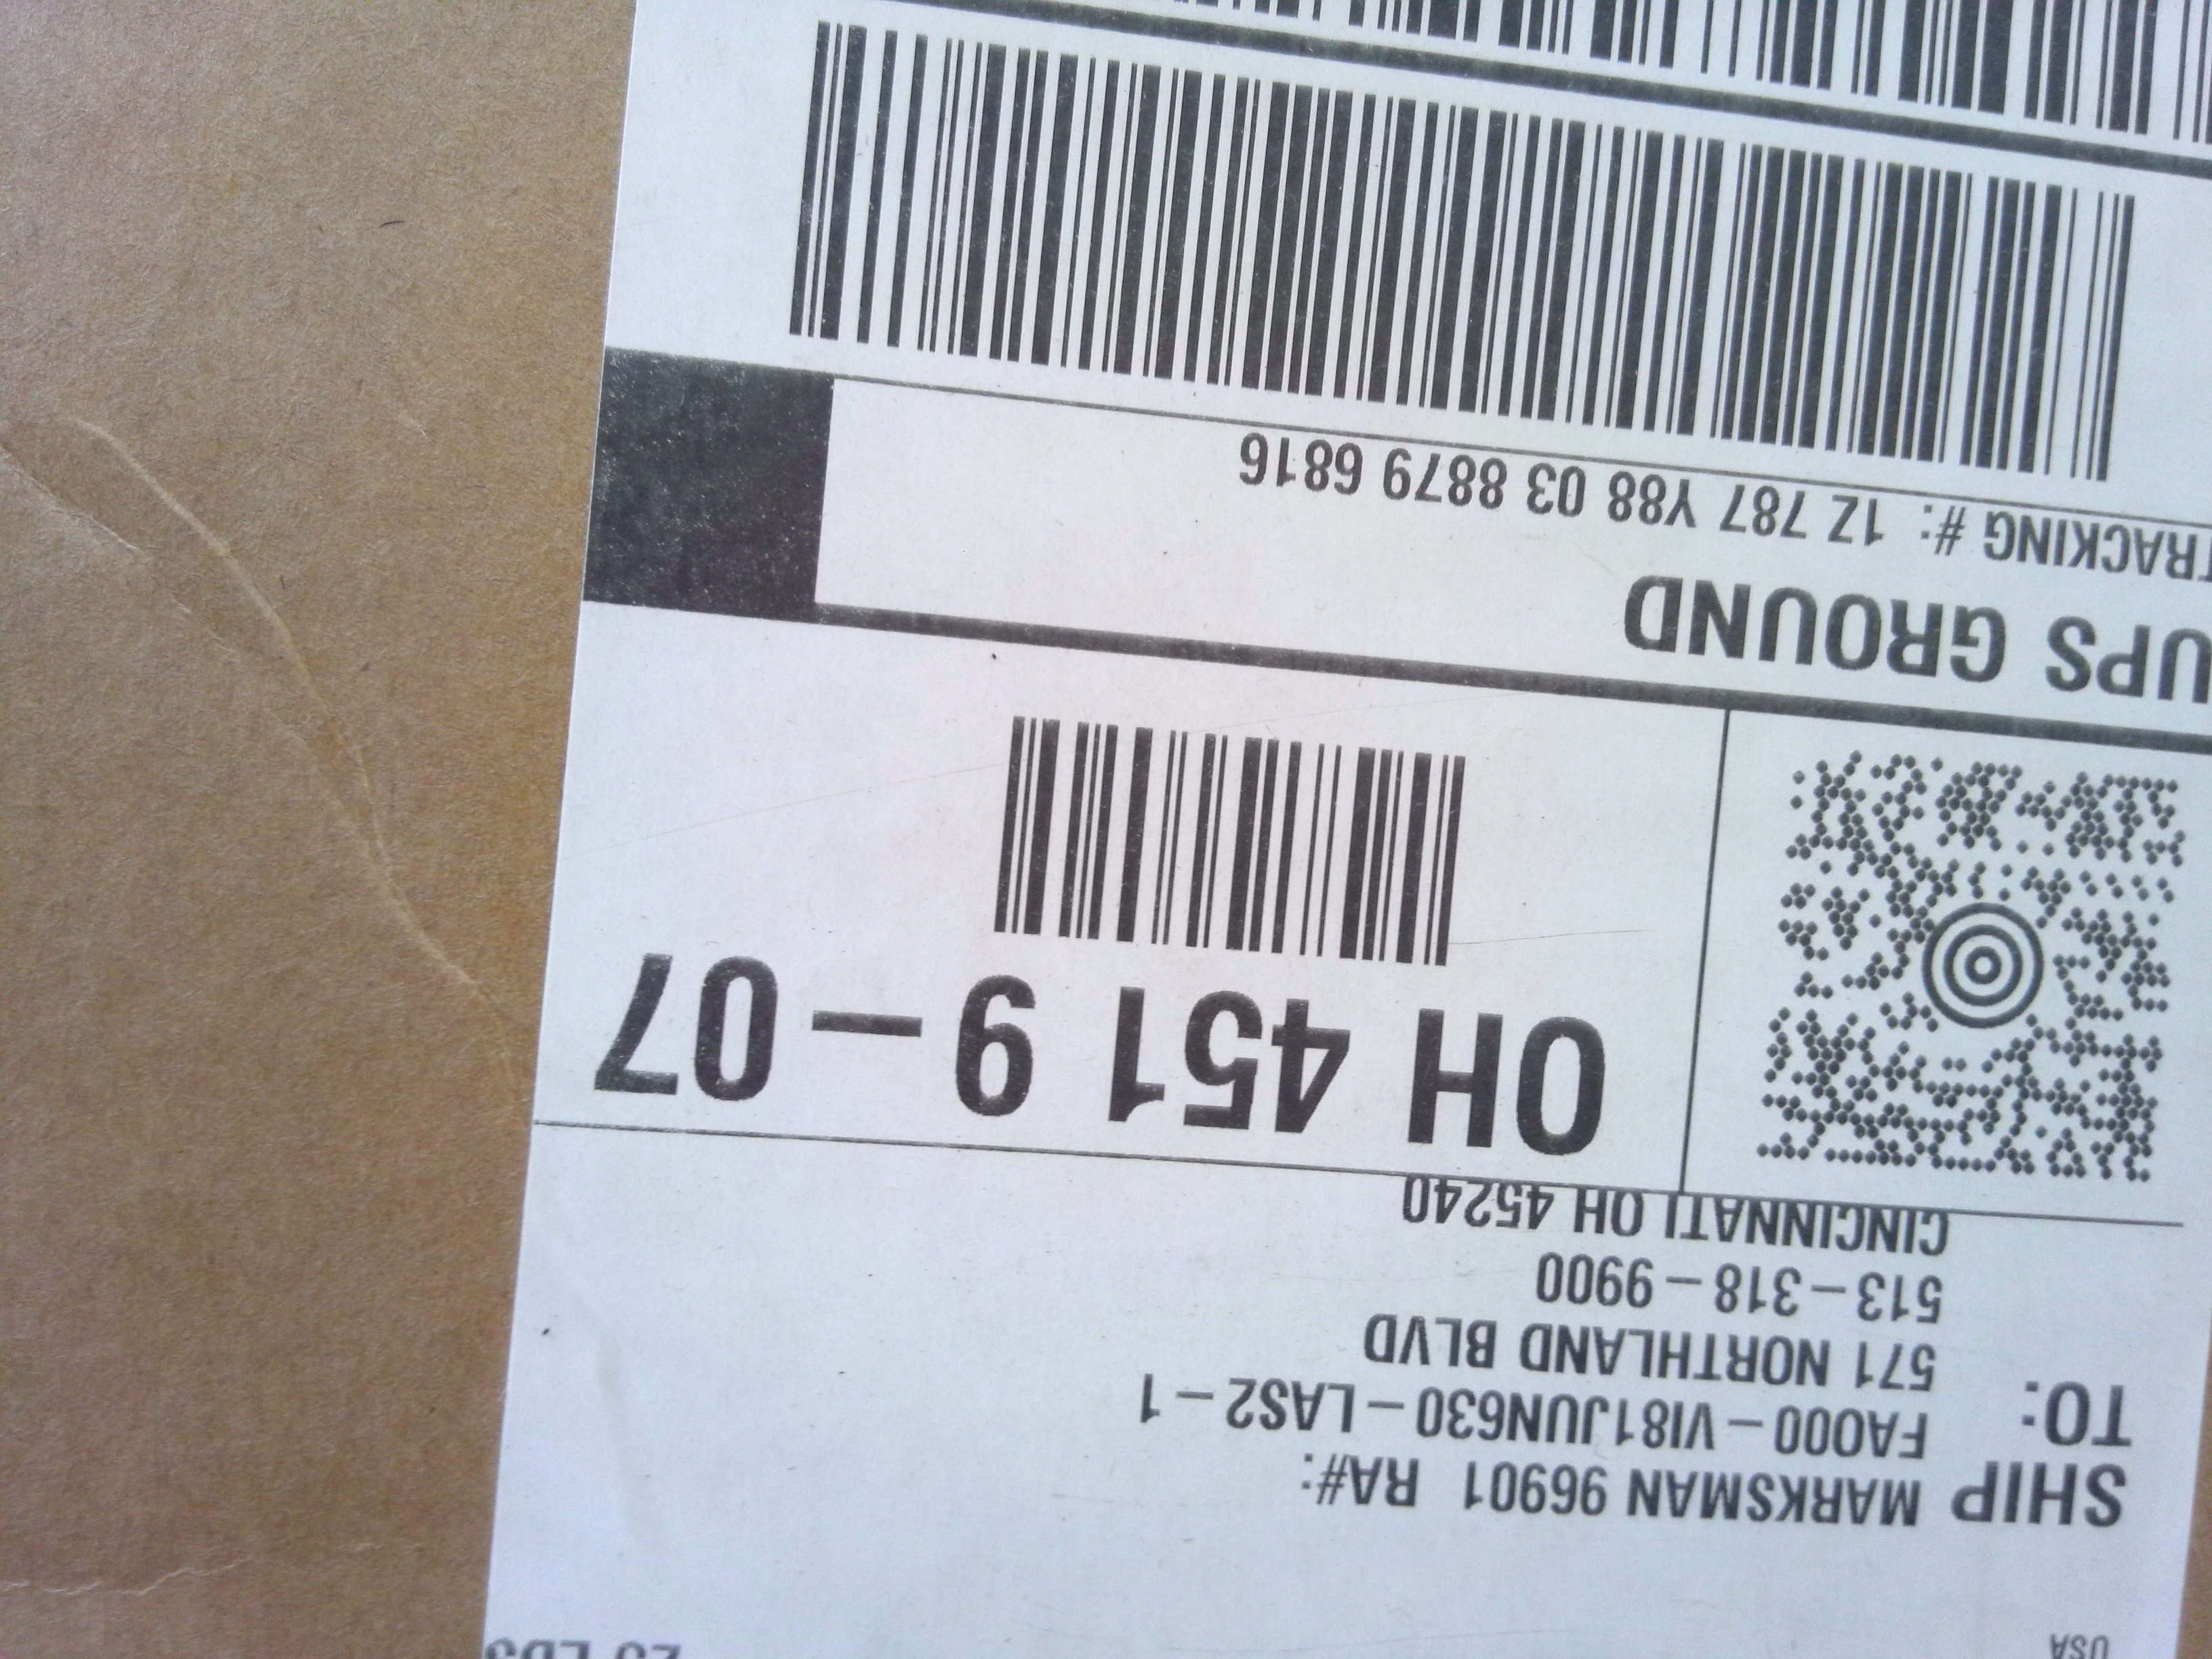 USA
SHIP TO:
MARKSMAN 96901 RA#:
FA000-VI81JUN630-LAS2-1
571 NORTHLAND BLVD
513-318-9900
CINCINNATI OH 45240
OH 451 9-07
UPS GROUND
TRACKING #: 1Z 787 Y88 03 8879 6816